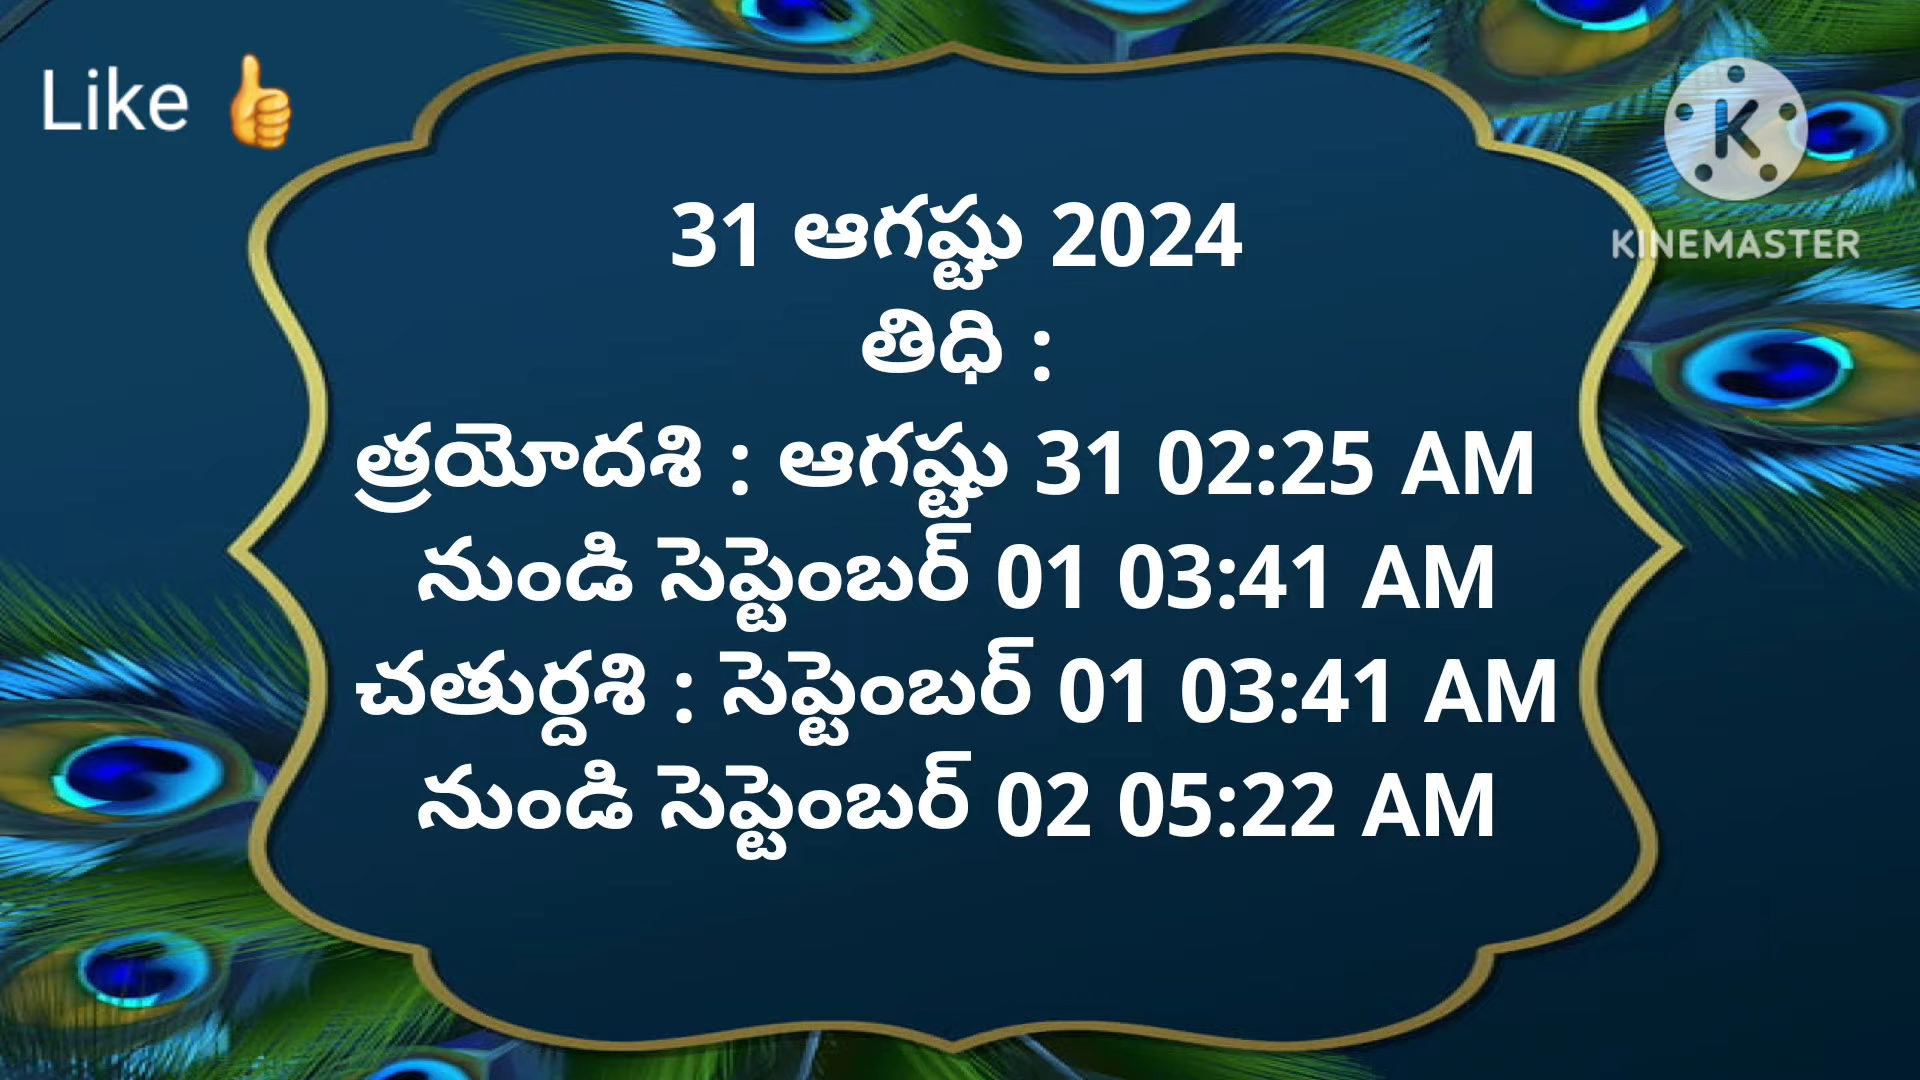 Like 👍
KINEMASTER
31 ఆగష్టు 2024
తిధి :
త్రయోదశి : ఆగష్టు 31 02:25 AM
నుండి సెప్టెంబర్ 01 03:41 AM
చతుర్దశి : సెప్టెంబర్ 01 03:41 AM
నుండి సెప్టెంబర్ 02 05:22 AM